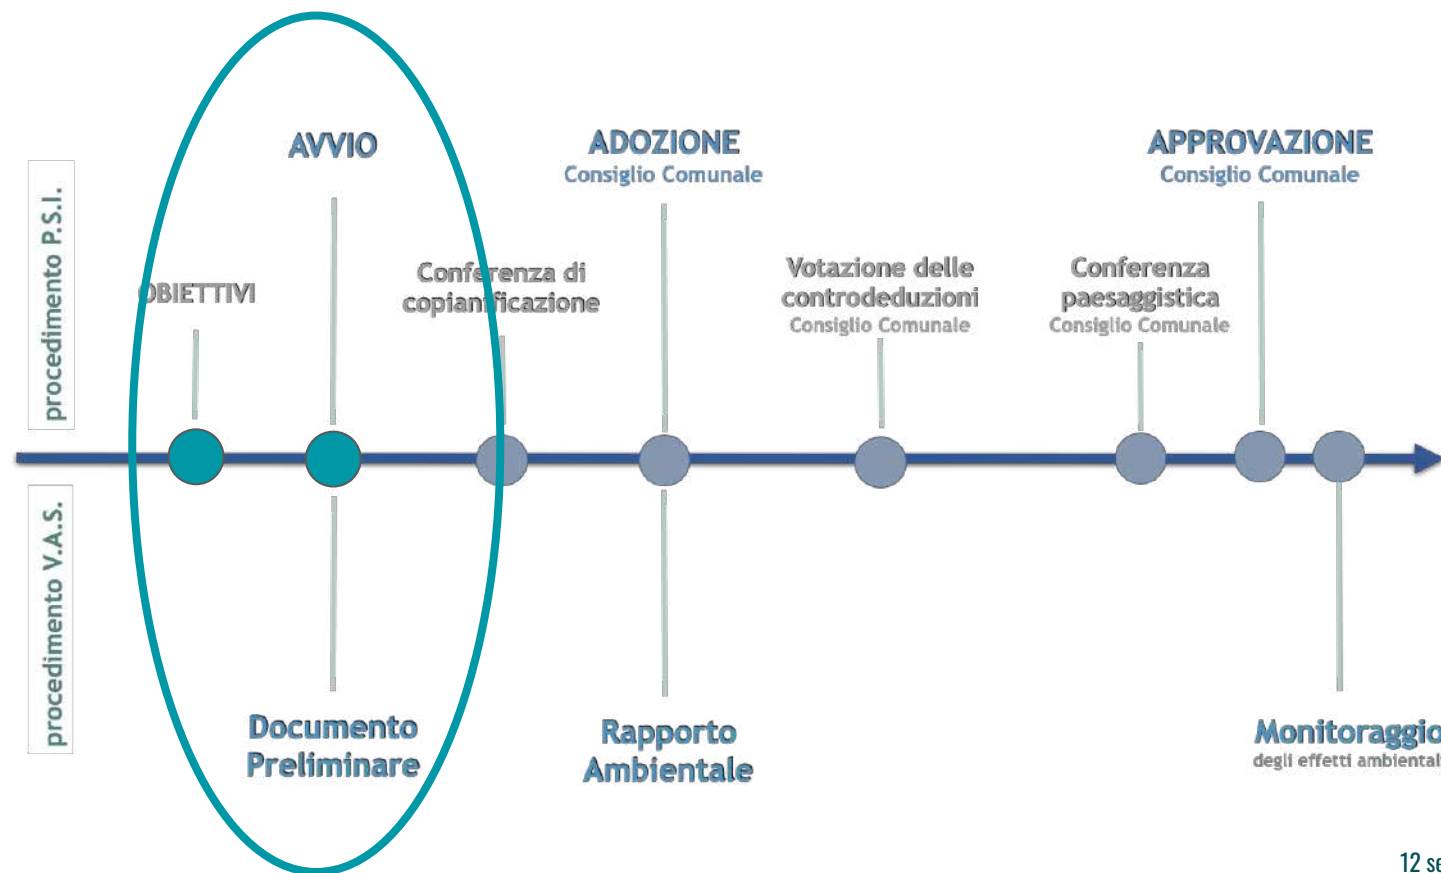 procedimento P.S.I.
OBIETTIVI
AVVIO
Conferenza di
copianificazione
ADOZIONE
Consiglio Comunale
Votazione delle
controdeduzioni
Consiglio Comunale
Conferenza
paesaggistica
Consiglio Comunale
APPROVAZIONE
Consiglio Comunale
procedimento V.A.S.
Documento
Preliminare
Rapporto
Ambientale
Monitoraggio
degli effetti ambientali
12 se